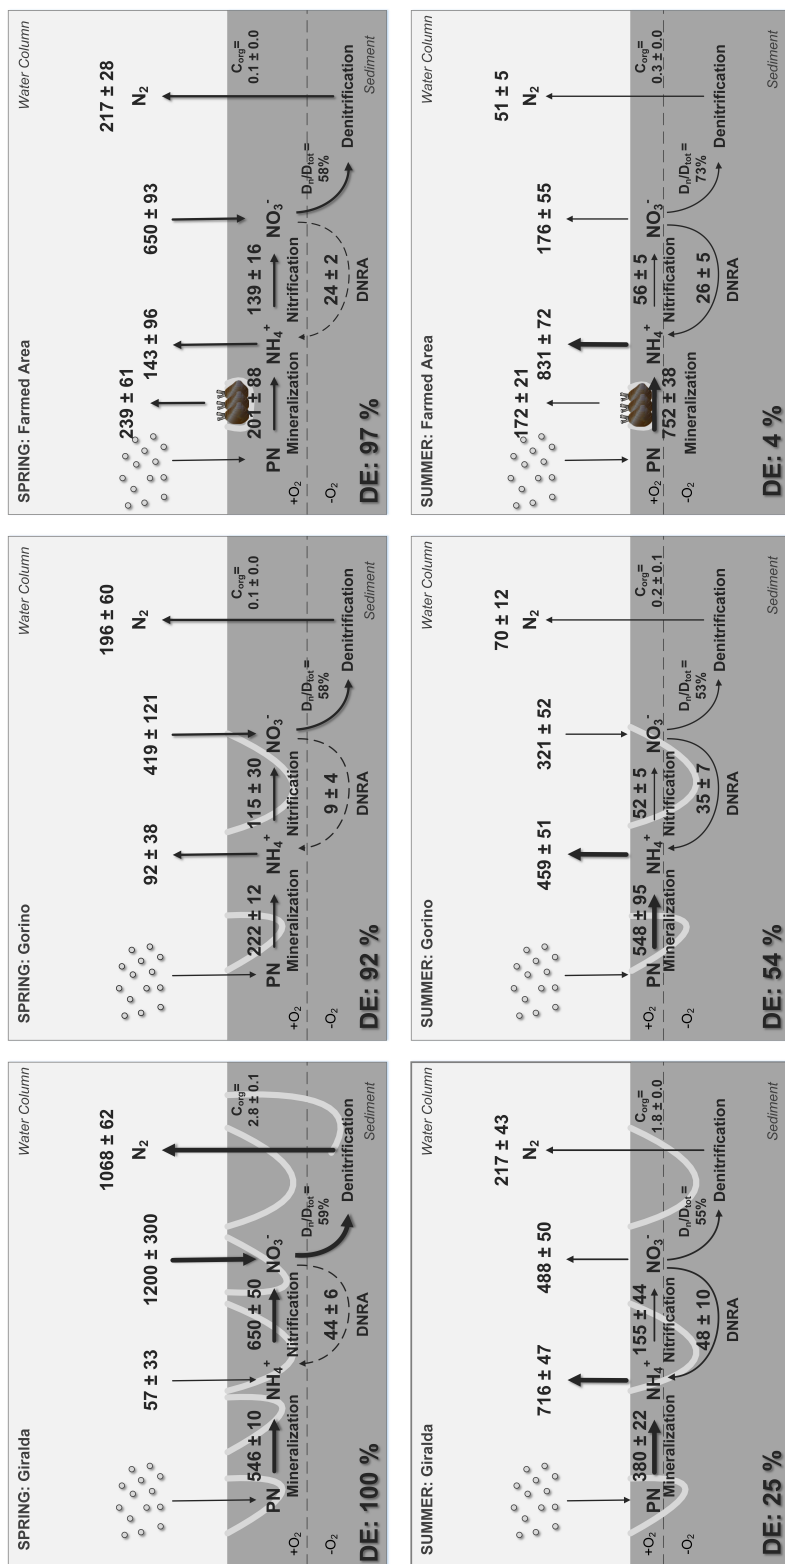 SPRING: Giralda
Water Column
57 ± 33
1200 ± 300
1068 ± 62
N2
Corg=
2.8 ± 0.1
546 ± 10
650 ± 50
PN
NH4+
NO3-
Mineralization
Nitrification
Dn/Dtot=
59%
+O2
-O2
44 ± 6
DNRA
Denitrification
Sediment
DE: 100 %
SPRING: Gorino
Water Column
92 ± 38
419 ± 121
196 ± 60
N2
Corg=
0.1 ± 0.0
222 ± 12
115 ± 30
PN
NH4+
NO3-
Mineralization
Nitrification
Dn/Dtot=
58%
+O2
-O2
9 ± 4
DNRA
Denitrification
Sediment
DE: 92 %
SPRING: Farmed Area
Water Column
239 ± 61
143 ± 96
650 ± 93
217 ± 28
N2
Corg=
0.1 ± 0.0
201 ± 88
139 ± 16
PN
NH4+
NO3-
Mineralization
Nitrification
Dn/Dtot=
58%
+O2
-O2
24 ± 2
DNRA
Denitrification
Sediment
DE: 97 %
SUMMER: Giralda
Water Column
716 ± 47
488 ± 50
217 ± 43
N2
Corg=
1.8 ± 0.0
380 ± 22
155 ± 44
PN
NH4+
NO3-
Mineralization
Nitrification
Dn/Dtot=
55%
+O2
-O2
48 ± 10
DNRA
Denitrification
Sediment
DE: 25 %
SUMMER: Gorino
Water Column
459 ± 51
321 ± 52
70 ± 12
N2
Corg=
0.2 ± 0.1
548 ± 95
52 ± 5
PN
NH4+
NO3-
Mineralization
Nitrification
Dn/Dtot=
53%
+O2
-O2
35 ± 7
DNRA
Denitrification
Sediment
DE: 54 %
SUMMER: Farmed Area
Water Column
172 ± 21
831 ± 72
176 ± 55
51 ± 5
N2
Corg=
0.3 ± 0.0
752 ± 38
56 ± 5
PN
NH4+
NO3-
Mineralization
Nitrification
Dn/Dtot=
73%
+O2
-O2
26 ± 5
DNRA
Denitrification
Sediment
DE: 4 %